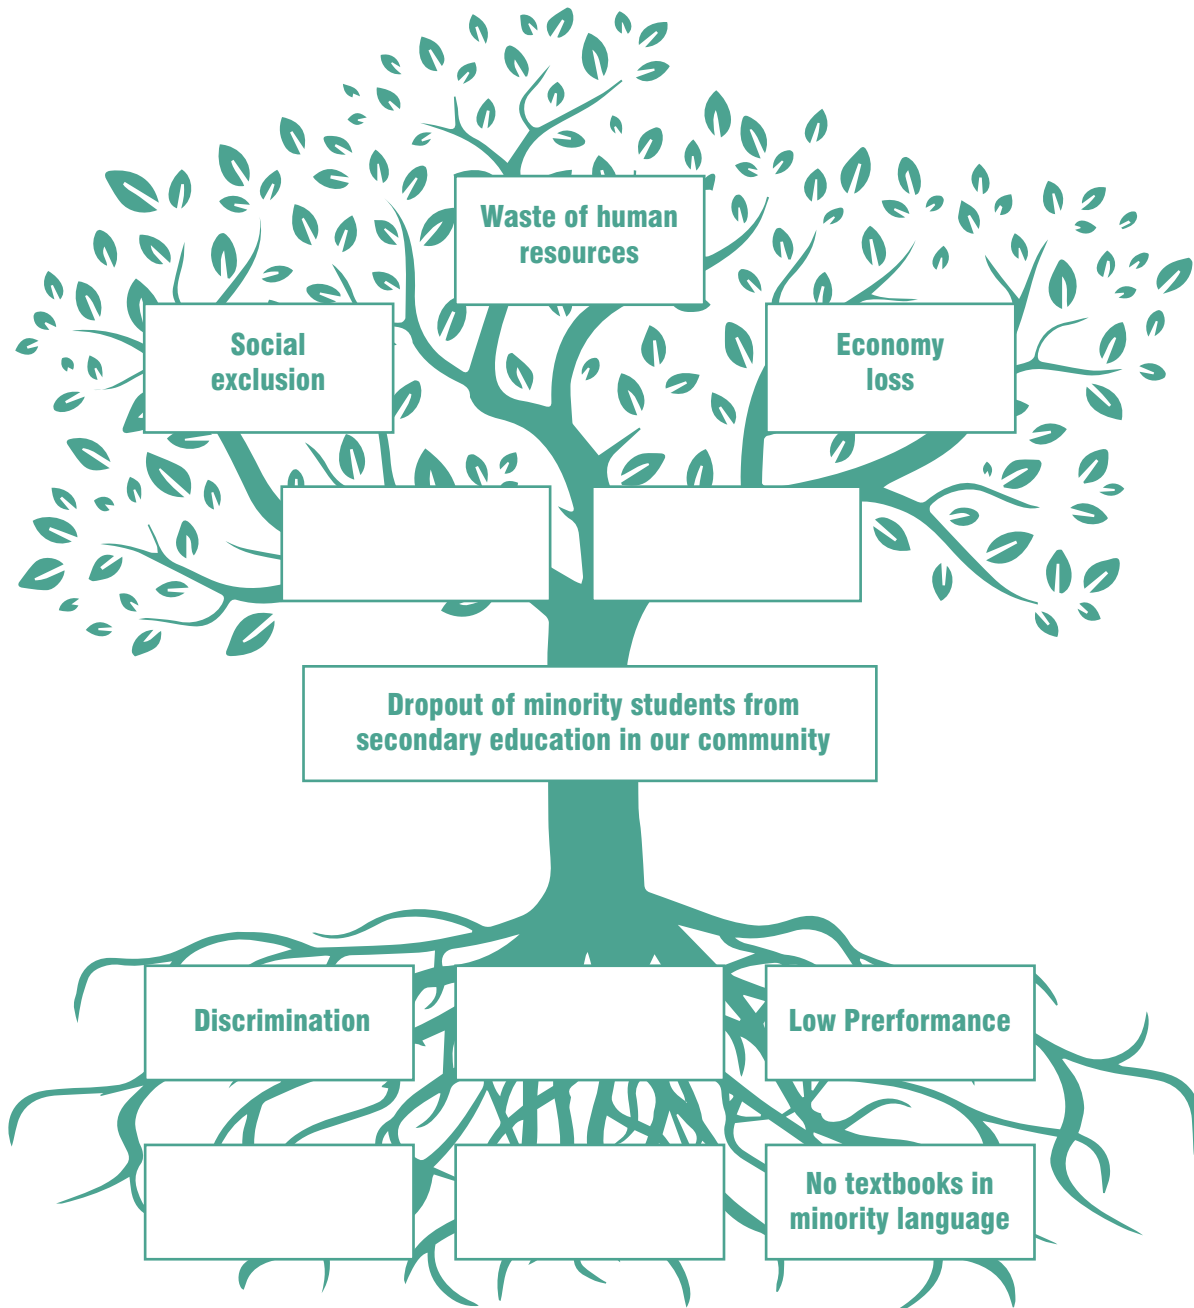 Waste of human
resources
Social
exclusion
Economy
loss
Dropout of minority students from
secondary education in our community
Discrimination
Low Prerformance
No textbooks in
minority language